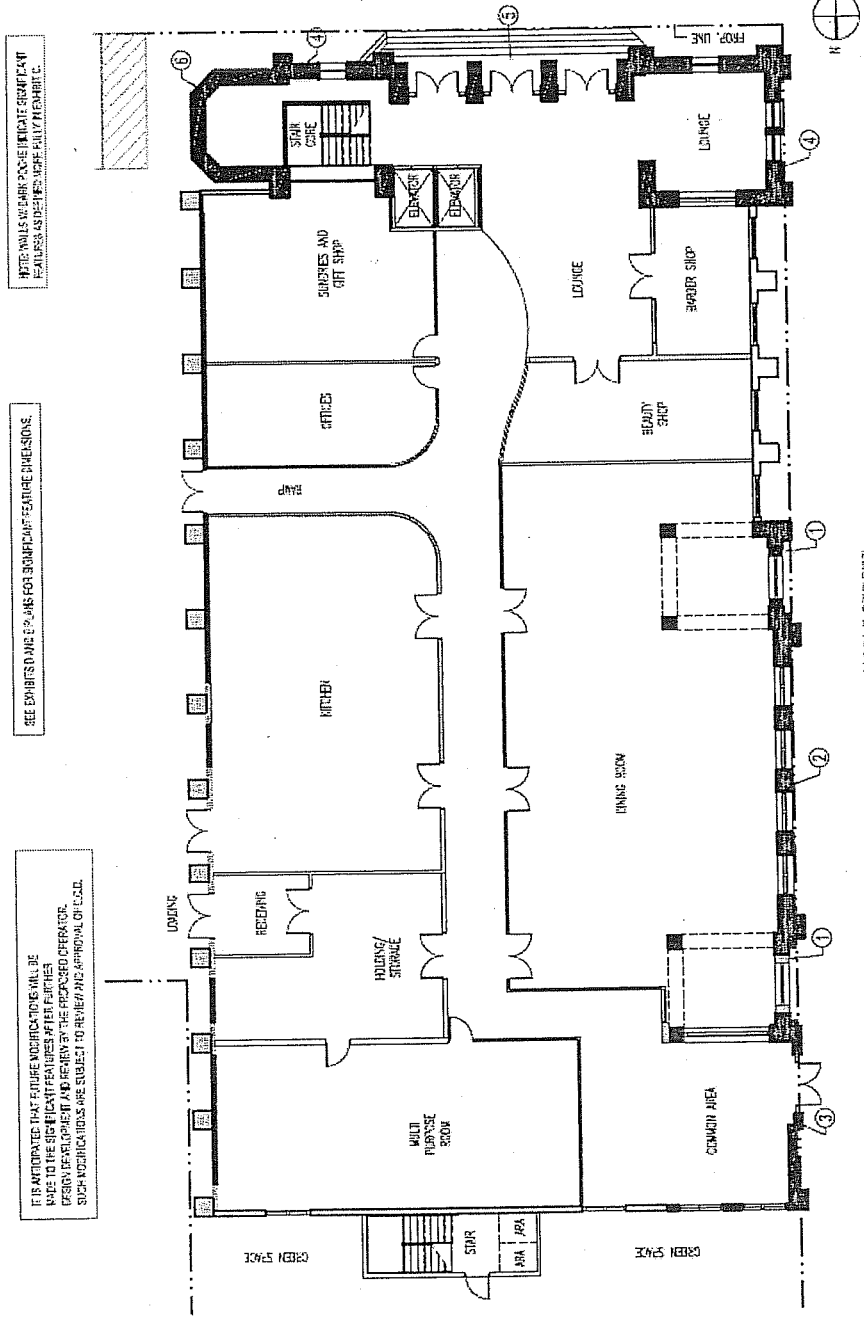 NOTE: WALLS W/ DARK POCHE INDICATE SIGNIFICANT
FEATURES AS DEFINED MORE FULLY IN EXHIBIT C.
SEE EXHIBITS D AND E PLANS FOR SIGNIFICANT FEATURE DIMENSIONS.
IT IS ANTICIPATED THAT FUTURE MODIFICATIONS WILL BE
MADE TO THE SIGNIFICANT FEATURES AFTER FURTHER
DESIGN DEVELOPMENT AND REVIEW BY THE PROPOSED OPERATOR.
SUCH MODIFICATIONS ARE SUBJECT TO REVIEW AND APPROVAL OF
LOADING
RECEIVING
HOLDING/
STORAGE
MULTI
PURPOSE
ROOM
GREEN SPACE
STAIR
ARA
ARA
GREEN SPACE
COMMON AREA
3
KITCHEN
RAMP
OFFICES
SUNDRIES AND
GIFT SHOP
STAIR
CORE
ELEVATOR
ELEVATOR
6
4
5
PROP. LINE
N
LOUNGE
4
LOUNGE
BARBER SHOP
BEAUTY
SHOP
DINING ROOM
1
2
1